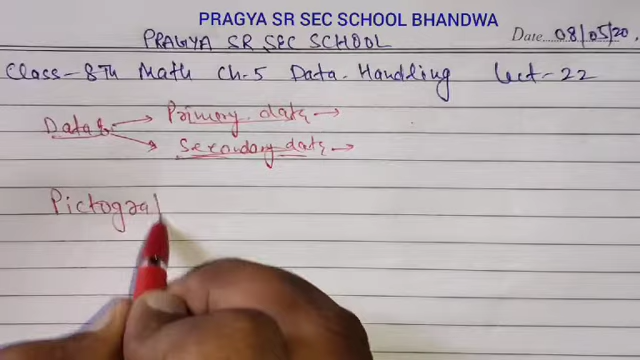 PRAGYA SR SEC SCHOOL BHANDWA
PRAGYA SR SEC SCHOOL Date 08/05/20.
Class-8Th Math Ch-5 Data-Handling Lect-22
Data → Primary data →
→ Secondary data →
Pictogra